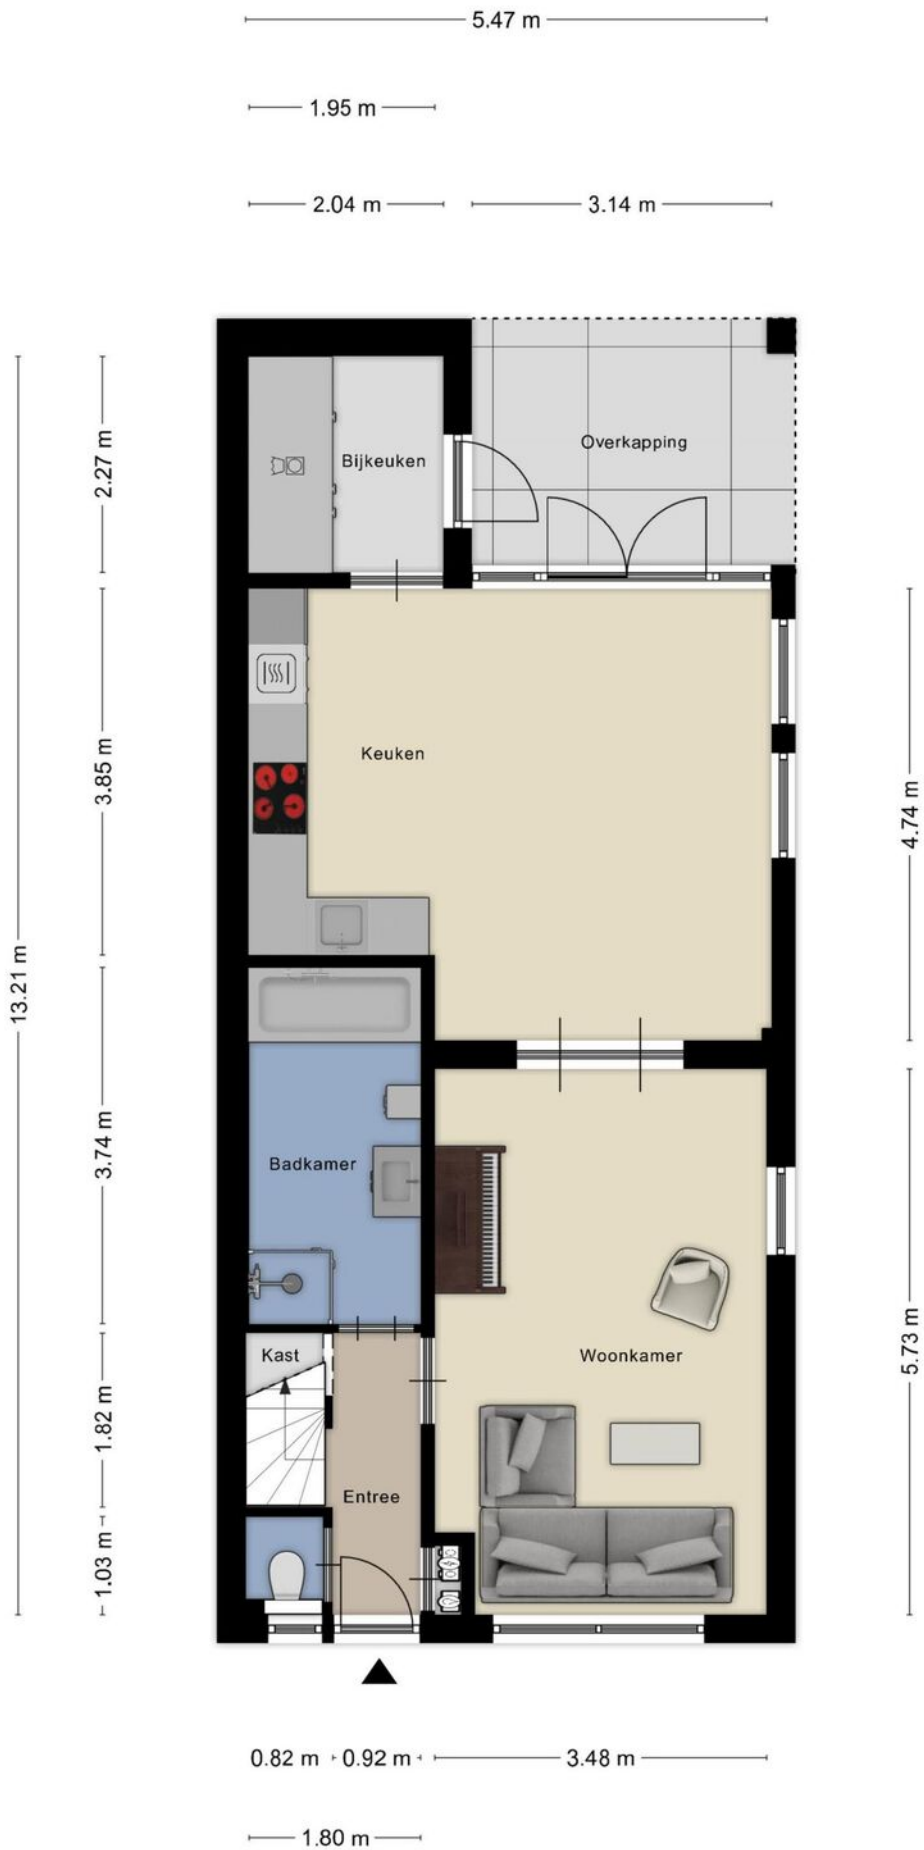 5.47 m
1.95 m
2.04 m
3.14 m
Overkapping
2.27 m
Bijkeuken
Keuken
3.85 m
4.74 m
13.21 m
3.74 m
Badkamer
Kast
Woonkamer
5.73 m
1.82 m
Entree
1.03 m
0.82 m
0.92 m
3.48 m
1.80 m